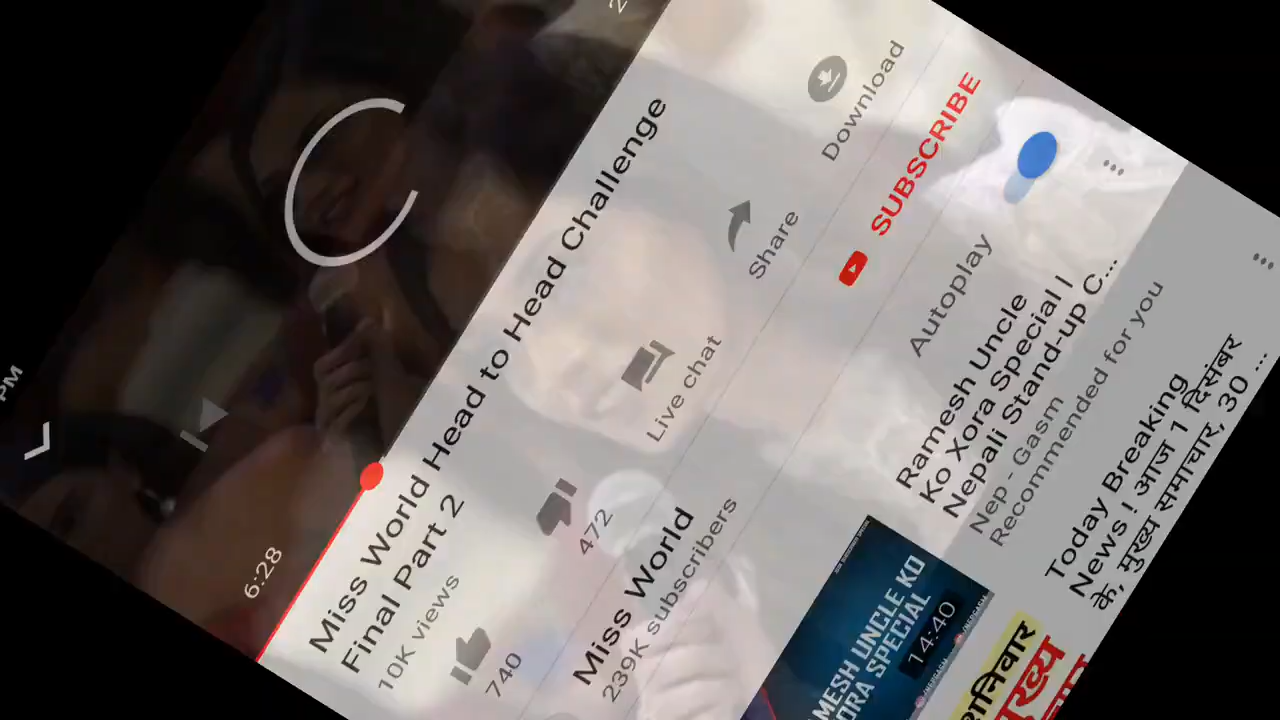 PM
6:28
Miss World Head to Head Challenge
Final Part 2
10K views
740
472
Live chat
Share
Download
Miss World
239K subscribers
SUBSCRIBE
Autoplay
Ramesh Uncle
Ko Xora Special |
Nepali Stand-up C...
Nep - Gasm
Recommended for you
MESH UNCLE KO
ORA SPECIAL
14:40
Today Breaking
News ! आज 1 दिसंबर
के, मुख्य समाचार, 30 ...